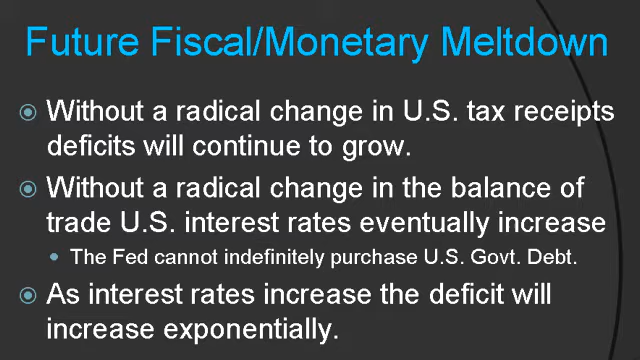 Future Fiscal/Monetary Meltdown
Without a radical change in U.S. tax receipts
deficits will continue to grow.
Without a radical change in the balance of
trade U.S. interest rates eventually increase
The Fed cannot indefinitely purchase U.S. Govt. Debt.
As interest rates increase the deficit will
increase exponentially.